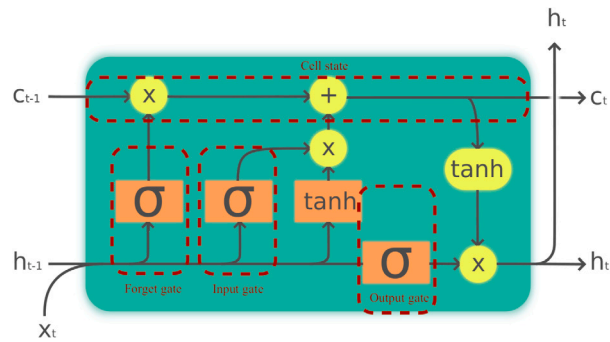 hₜ
Cell state
cₜ₋₁
x
+
cₜ
x
tanh
σ
σ
tanh
σ
x
hₜ₋₁
hₜ
Forget gate
Input gate
Output gate
xₜ